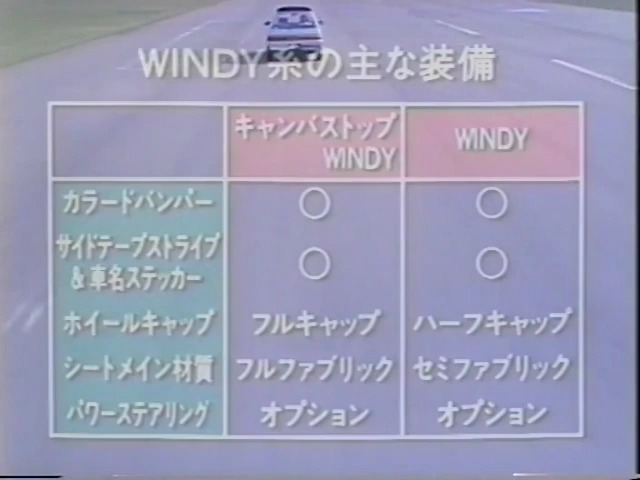 WINDY系の主な装備
キャンバストップ WINDY
WINDY
カラードバンパー ○ ○
サイドテープストライプ
&車名ステッカー ○ ○
ホイールキャップ フルキャップ ハーフキャップ
シートメイン材質 フルファブリック セミファブリック
パワーステアリング オプション オプション